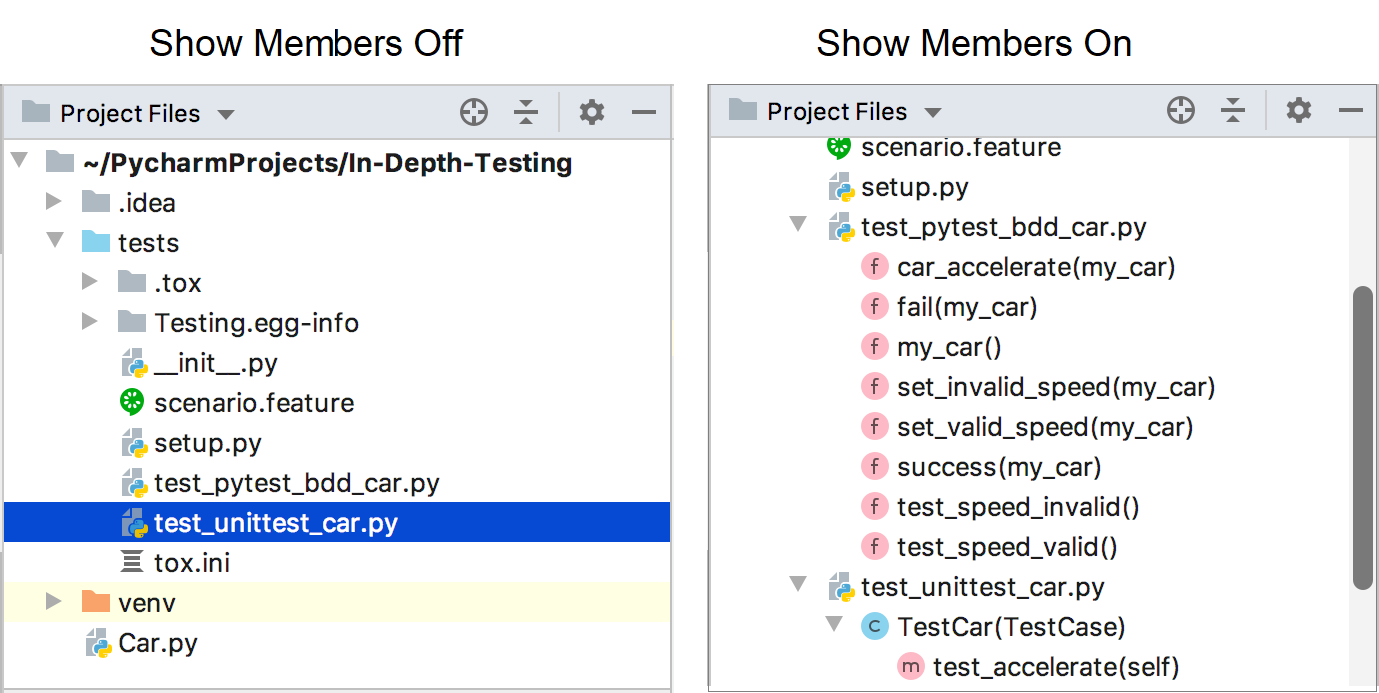 Show Members Off
Project Files
~/PycharmProjects/In-Depth-Testing
.idea
tests
.tox
Testing.egg-info
__init__.py
scenario.feature
setup.py
test_pytest_bdd_car.py
test_unittest_car.py
tox.ini
venv
Car.py
Show Members On
Project Files
scenario.feature
setup.py
test_pytest_bdd_car.py
f car_accelerate(my_car)
f fail(my_car)
f my_car()
f set_invalid_speed(my_car)
f set_valid_speed(my_car)
f success(my_car)
f test_speed_invalid()
f test_speed_valid()
test_unittest_car.py
C TestCar(TestCase)
m test_accelerate(self)